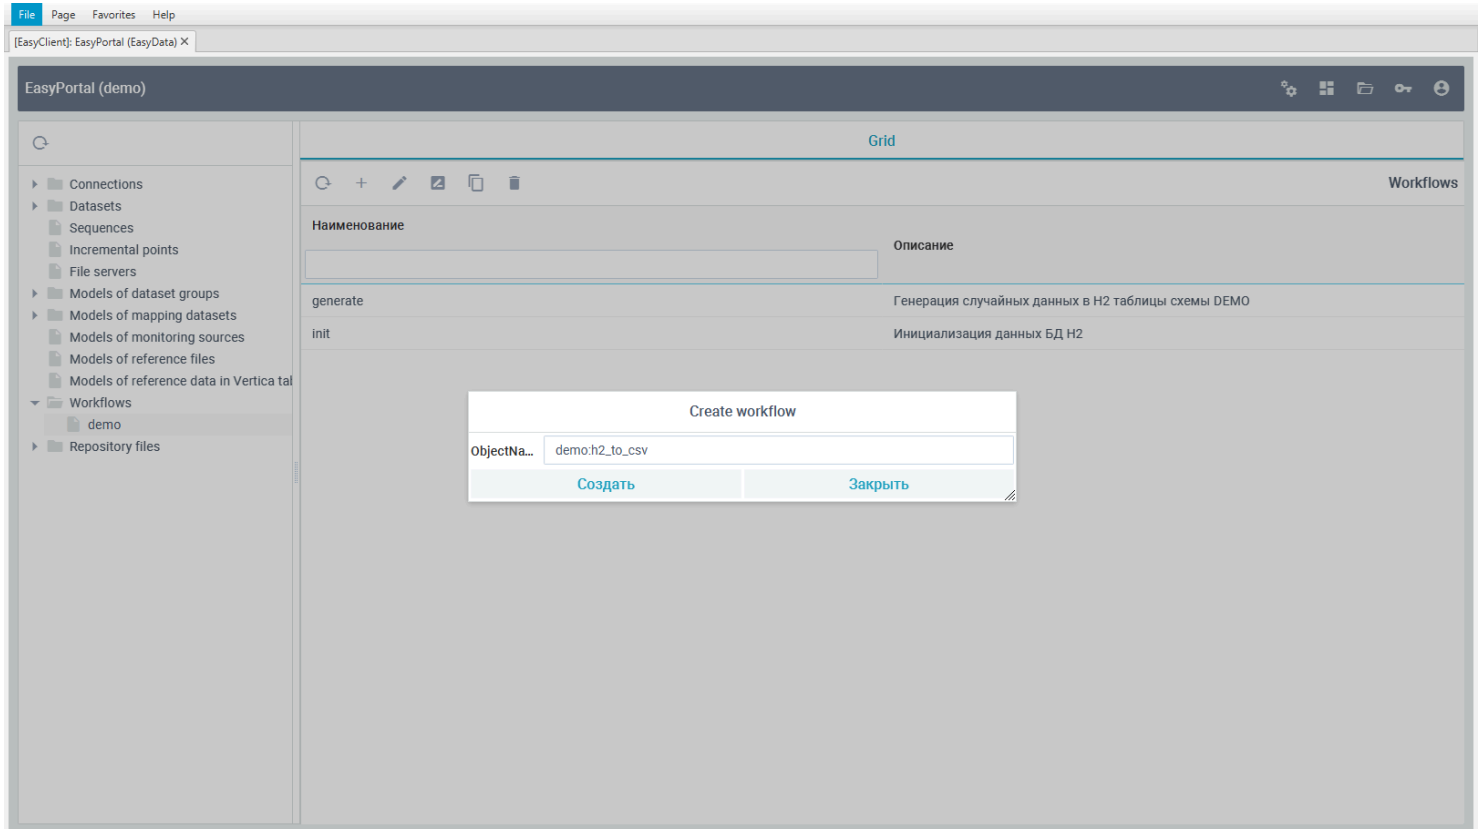 File Page Favorites Help
[EasyClient]: EasyPortal (EasyData) ×
EasyPortal (demo)
Grid
Workflows
Connections
Datasets
Sequences
Incremental points
File servers
Models of dataset groups
Models of mapping datasets
Models of monitoring sources
Models of reference files
Models of reference data in Vertica tal
Workflows
demo
Repository files
Наименование
Описание
generate
Генерация случайных данных в H2 таблицы схемы DEMO
init
Инициализация данных БД H2
Create workflow
ObjectNa... demo:h2_to_csv
Создать Закрыть